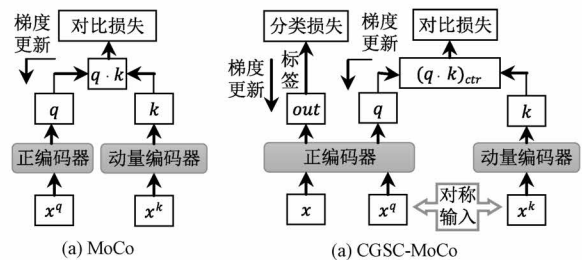 梯度
更新
对比损失
q · k
q
k
正编码器
动量编码器
x^q
x^k
(a) MoCo
分类损失
梯度
更新
标签
梯度
更新
对比损失
(q · k)_ctr
out
q
k
正编码器
动量编码器
x
x^q
对称
输入
x^k
(a) CGSC-MoCo